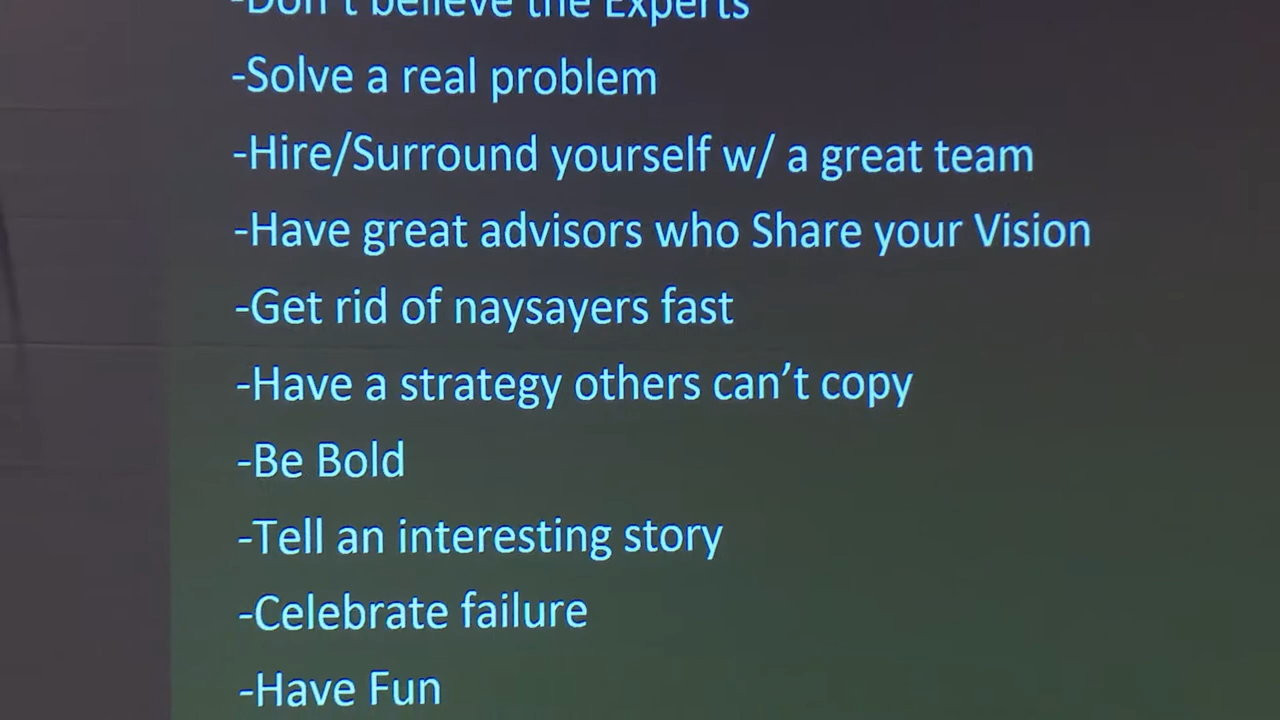 -Don't believe the Experts
-Solve a real problem
-Hire/Surround yourself w/ a great team
-Have great advisors who Share your Vision
-Get rid of naysayers fast
-Have a strategy others can’t copy
-Be Bold
-Tell an interesting story
-Celebrate failure
-Have Fun